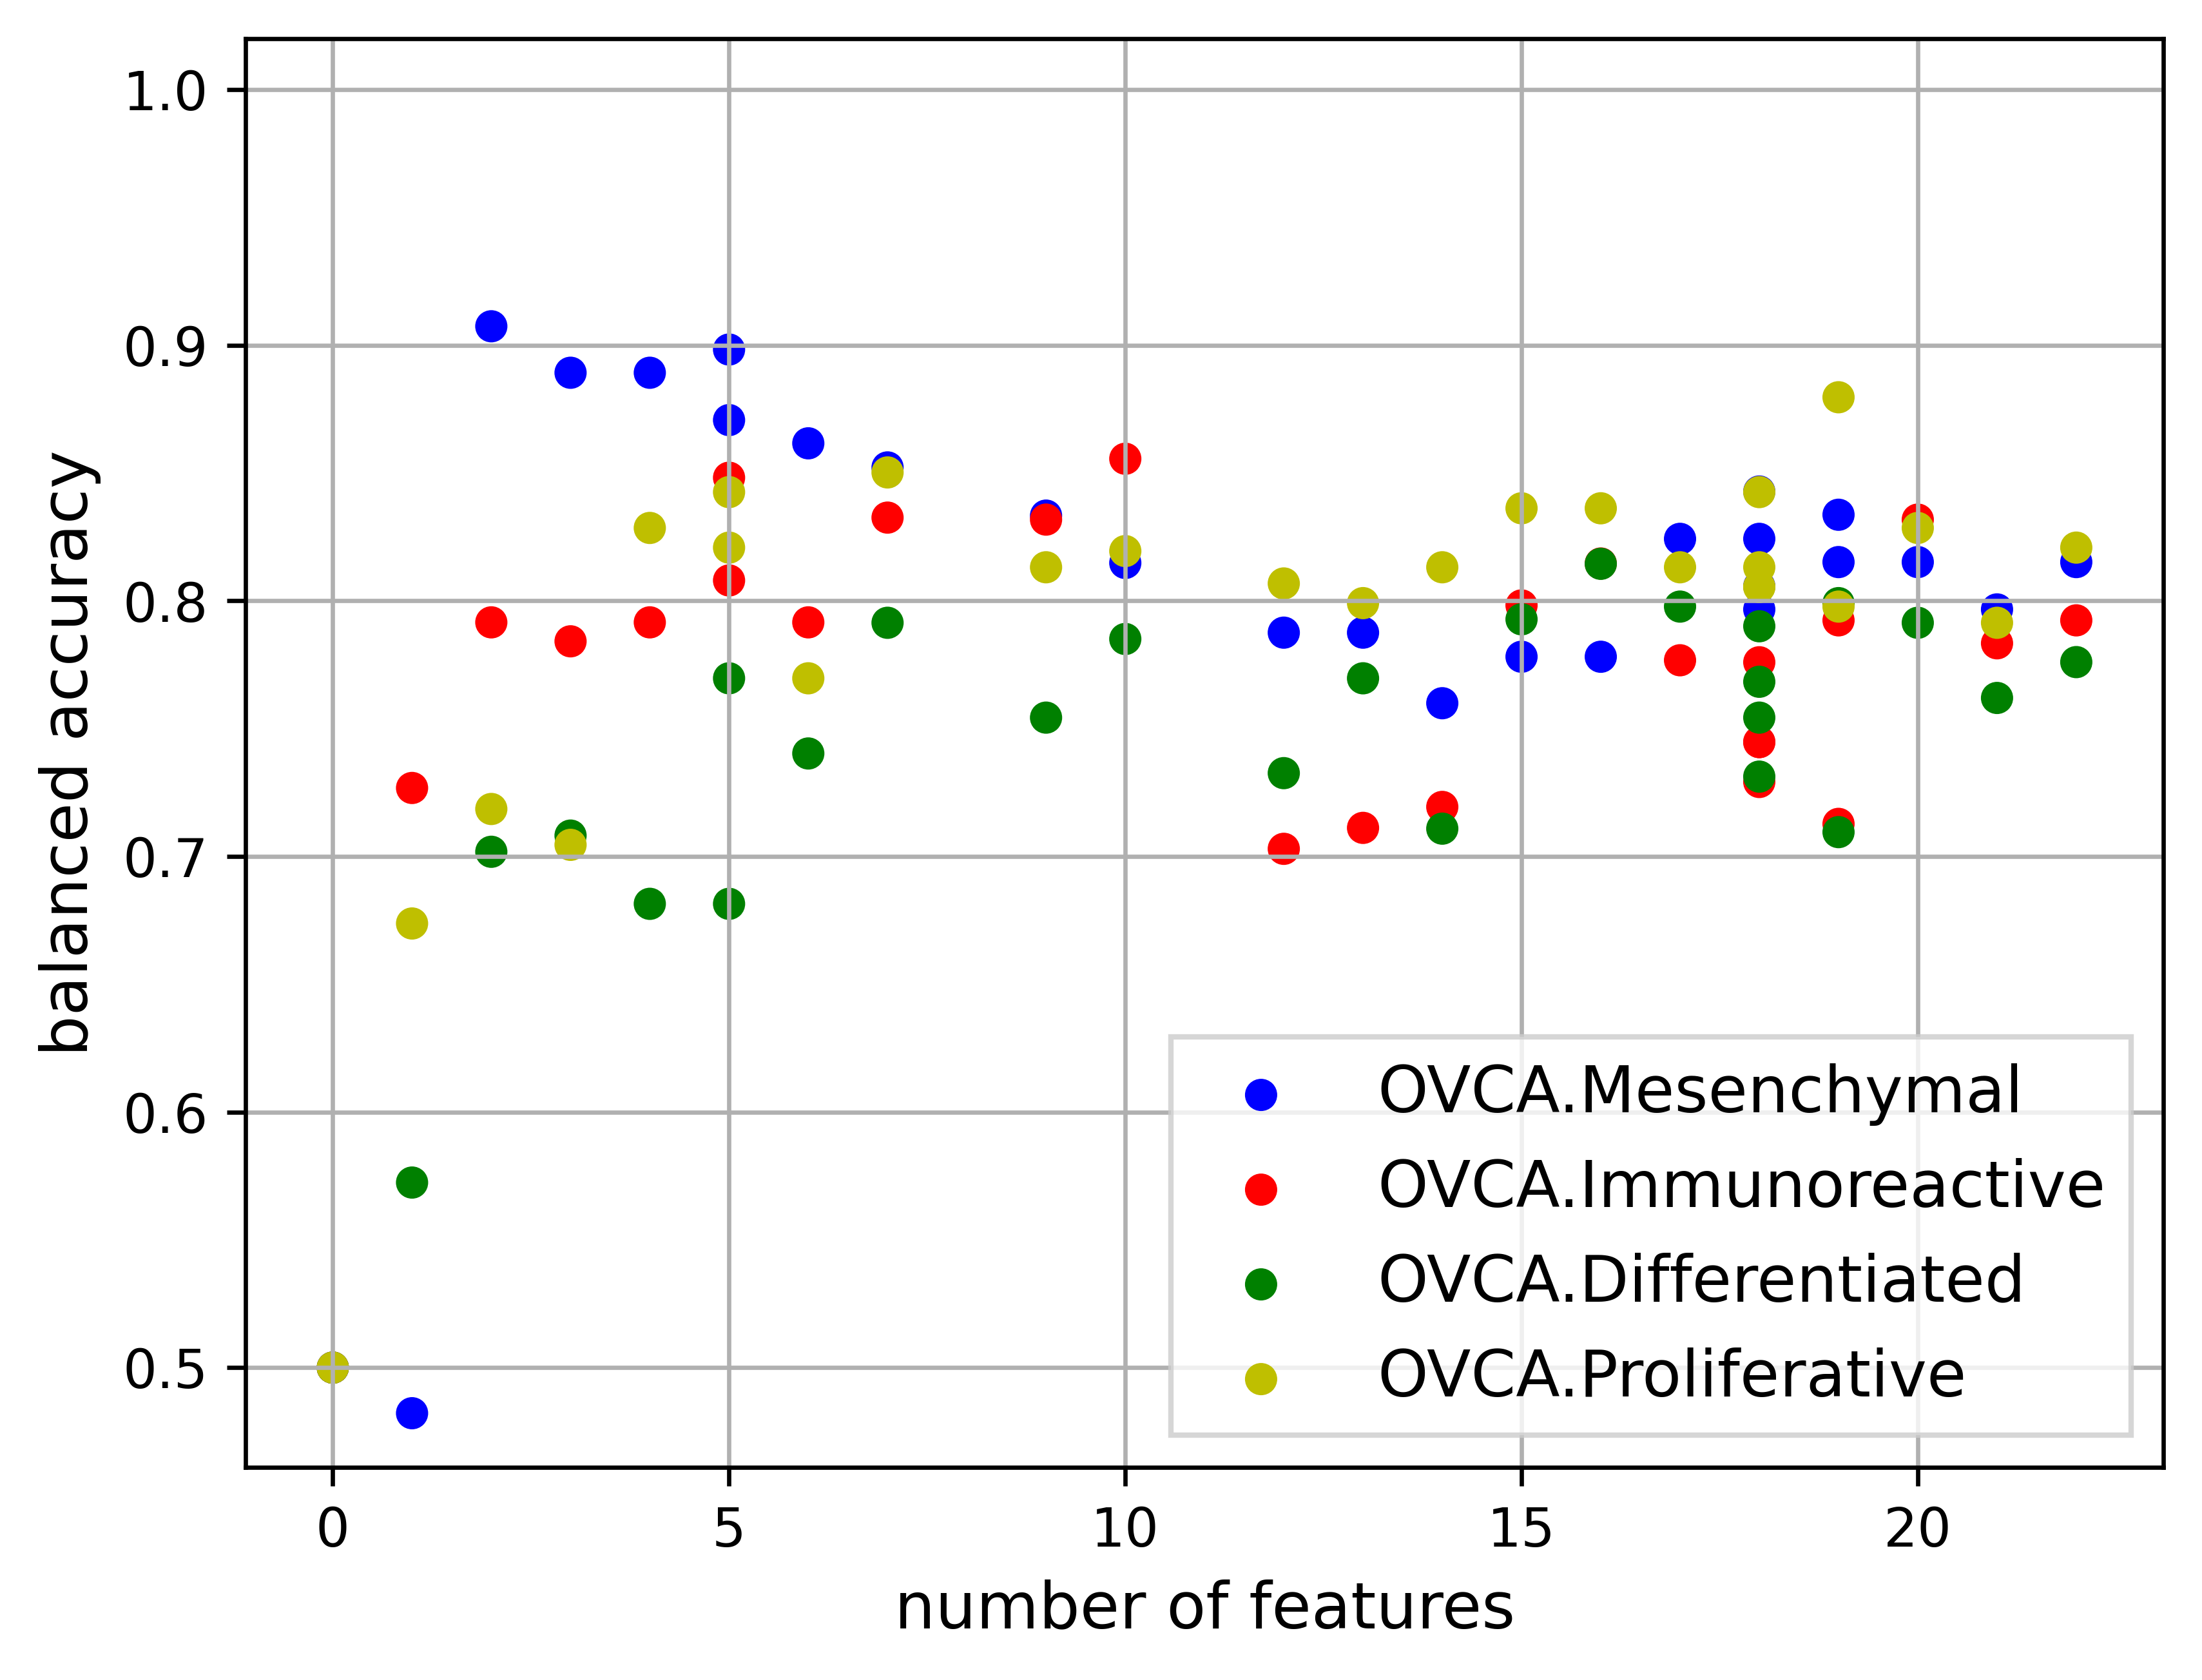 1.0
0.9
0.8
0.7
0.6
0.5
balanced accuracy
OVCA.Mesenchymal
OVCA.Immunoreactive
OVCA.Differentiated
OVCA.Proliferative
0 5 10 15 20
number of features